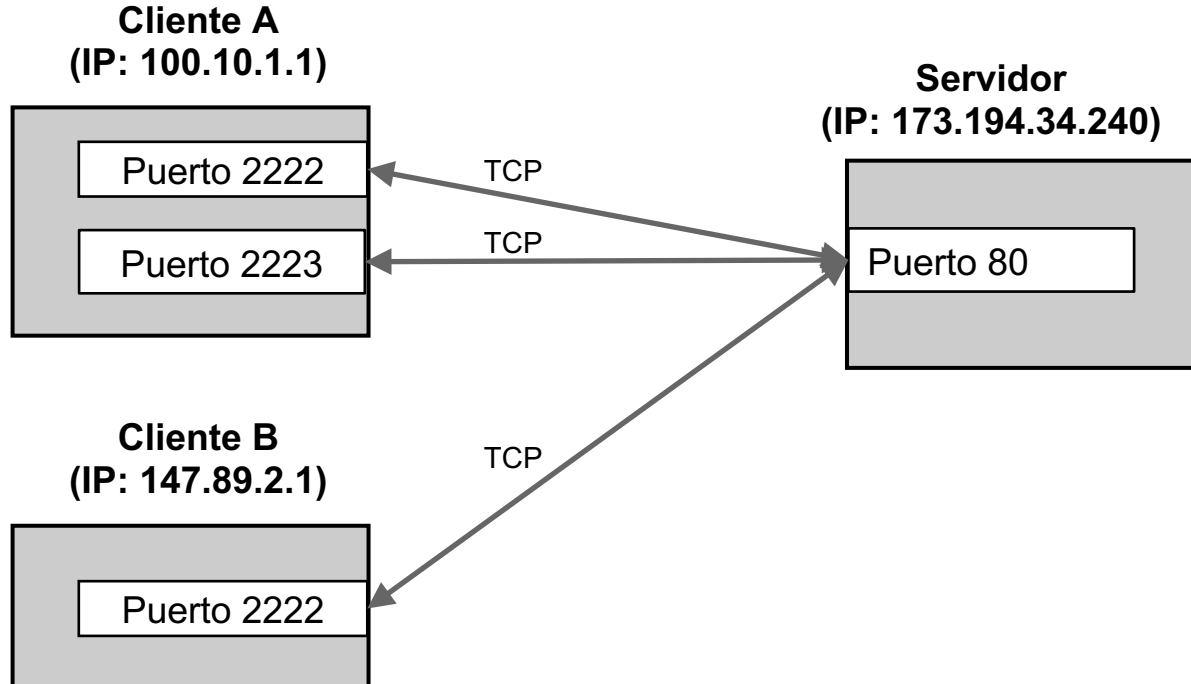 Cliente A
(IP: 100.10.1.1)
Servidor
(IP: 173.194.34.240)
Puerto 2222
TCP
Puerto 2223
TCP
Puerto 80
Cliente B
(IP: 147.89.2.1)
TCP
Puerto 2222